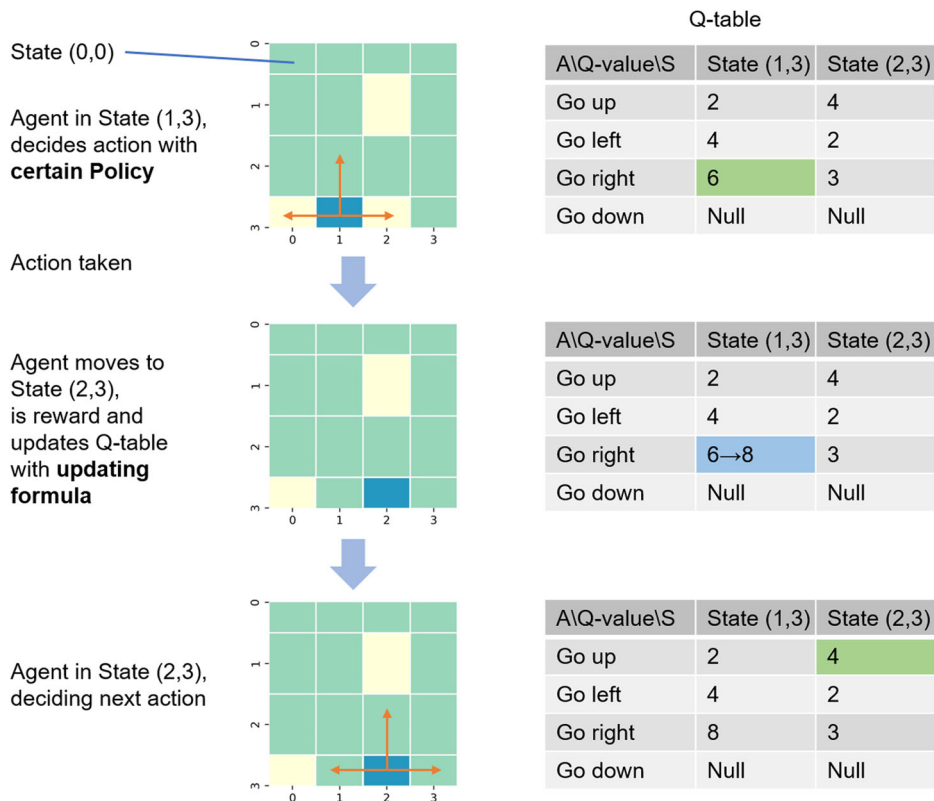 Q-table
State (0,0)
Agent in State (1,3),
decides action with
certain Policy
0
1
2
3
0 1 2 3
A\Q-value\S State (1,3) State (2,3)
Go up 2 4
Go left 4 2
Go right 6 3
Go down Null Null
Action taken
Agent moves to
State (2,3),
is reward and
updates Q-table
with updating
formula
0
1
2
3
0 1 2 3
A\Q-value\S State (1,3) State (2,3)
Go up 2 4
Go left 4 2
Go right 6→8 3
Go down Null Null
Agent in State (2,3),
deciding next action
0
1
2
3
0 1 2 3
A\Q-value\S State (1,3) State (2,3)
Go up 2 4
Go left 4 2
Go right 8 3
Go down Null Null